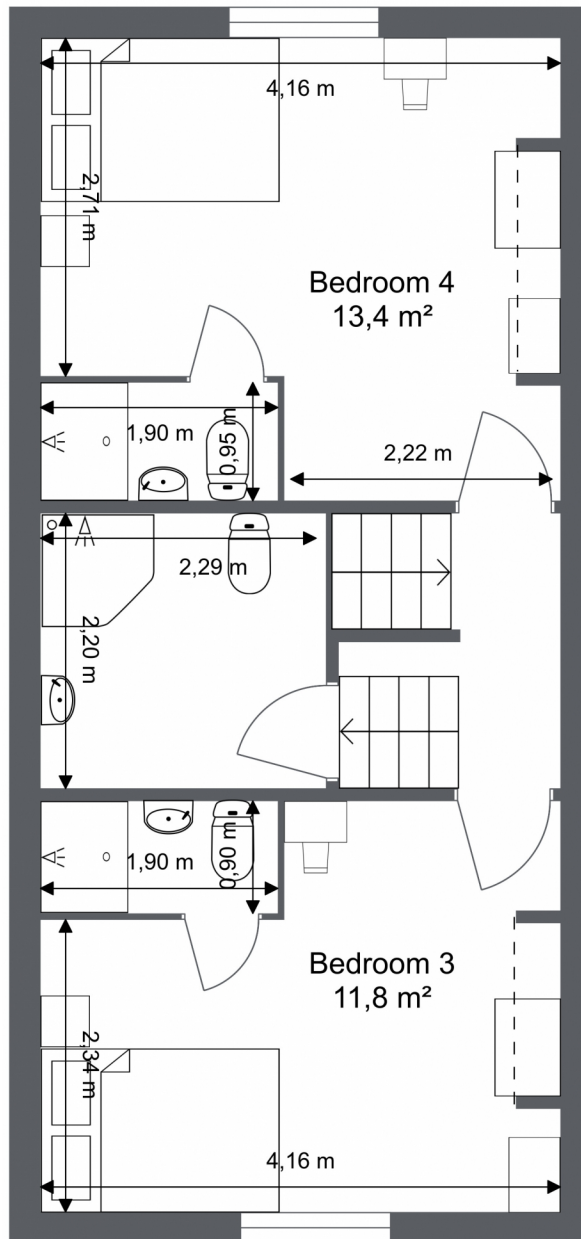 4,16 m
2,71 m
Bedroom 4
13,4 m²
1,90 m
0,95 m
2,22 m
2,29 m
2,20 m
1,90 m
0,90 m
Bedroom 3
11,8 m²
2,34 m
4,16 m